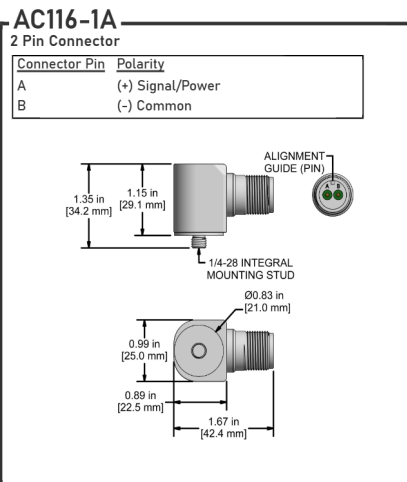 AC116-1A
2 Pin Connector
Connector Pin Polarity
A (+) Signal/Power
B (-) Common
ALIGNMENT
GUIDE (PIN)
A B
1.35 in
[34.2 mm]
1.15 in
[29.1 mm]
1/4-28 INTEGRAL
MOUNTING STUD
Ø0.83 in
[21.0 mm]
0.99 in
[25.0 mm]
0.89 in
[22.5 mm]
1.67 in
[42.4 mm]